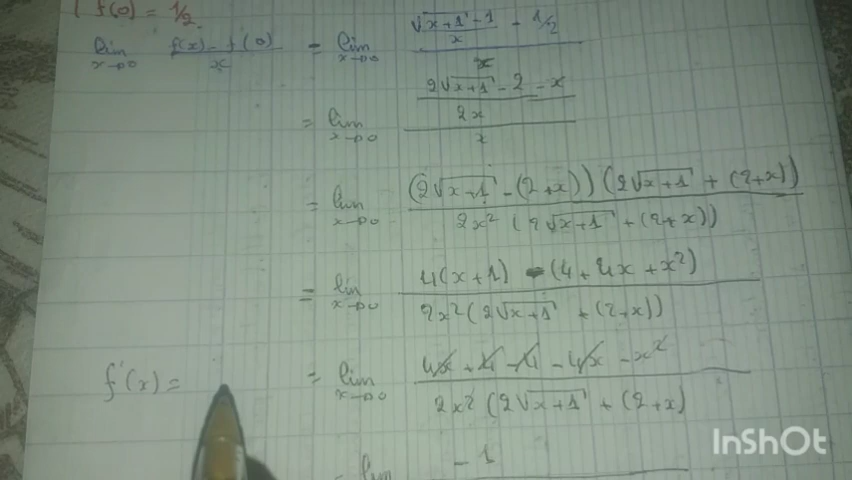 f(0) = 1/2.
lim x→0 (f(x) - f(0))/x = lim x→0 ((√(x+1) - 1)/x - 1/2)/x
= lim x→0 ((2√(x+1) - 2 - x)/(2x))/x
= lim x→0 ((2√(x+1) - (2+x))(2√(x+1) + (2+x)))/(2x²(2√(x+1) + (2+x)))
= lim x→0 (4(x+1) - (4 + 4x + x²))/(2x²(2√(x+1) + (2+x)))
f'(x) = = lim x→0 (4x + 4 - 4 - 4x - x²)/(2x²(2√(x+1) + (2+x))
= lim -1
InShOt